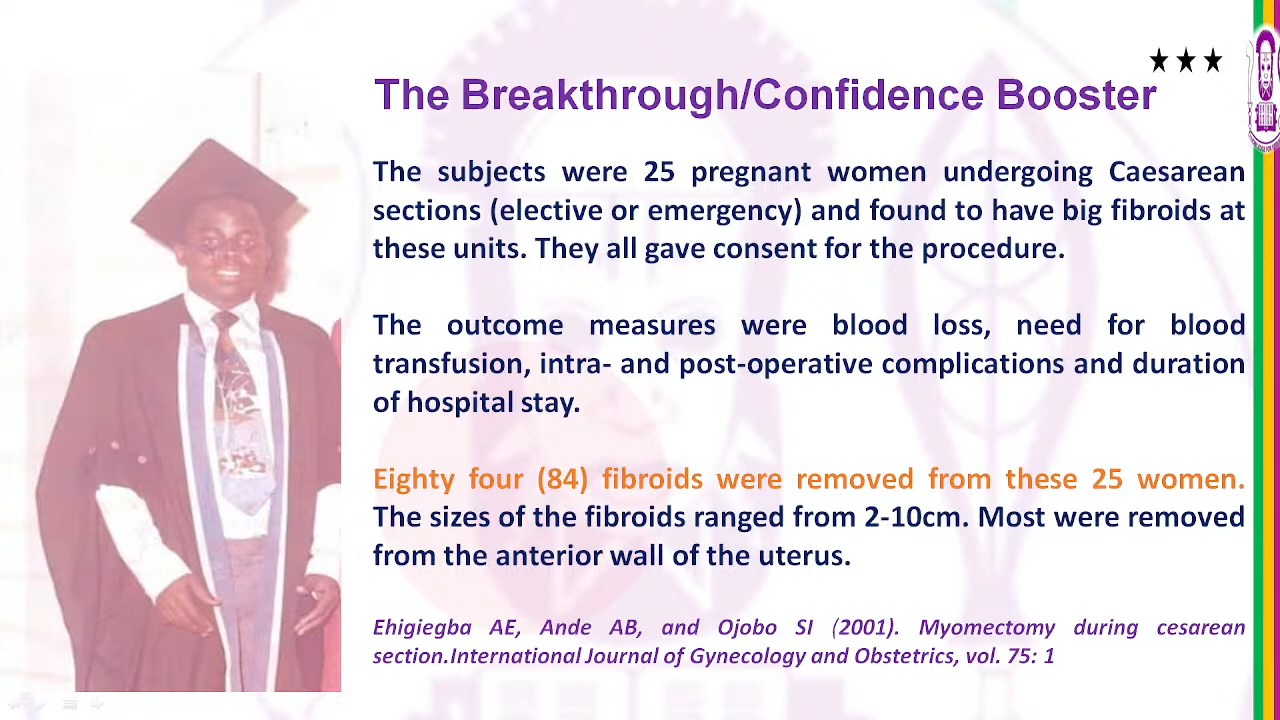 The Breakthrough/Confidence Booster
The subjects were 25 pregnant women undergoing Caesarean
sections (elective or emergency) and found to have big fibroids at
these units. They all gave consent for the procedure.
The outcome measures were blood loss, need for blood
transfusion, intra- and post-operative complications and duration
of hospital stay.
Eighty four (84) fibroids were removed from these 25 women.
The sizes of the fibroids ranged from 2-10cm. Most were removed
from the anterior wall of the uterus.
Ehigiegba AE, Ande AB, and Ojobo SI (2001). Myomectomy during cesarean
section.International Journal of Gynecology and Obstetrics, vol. 75: 1